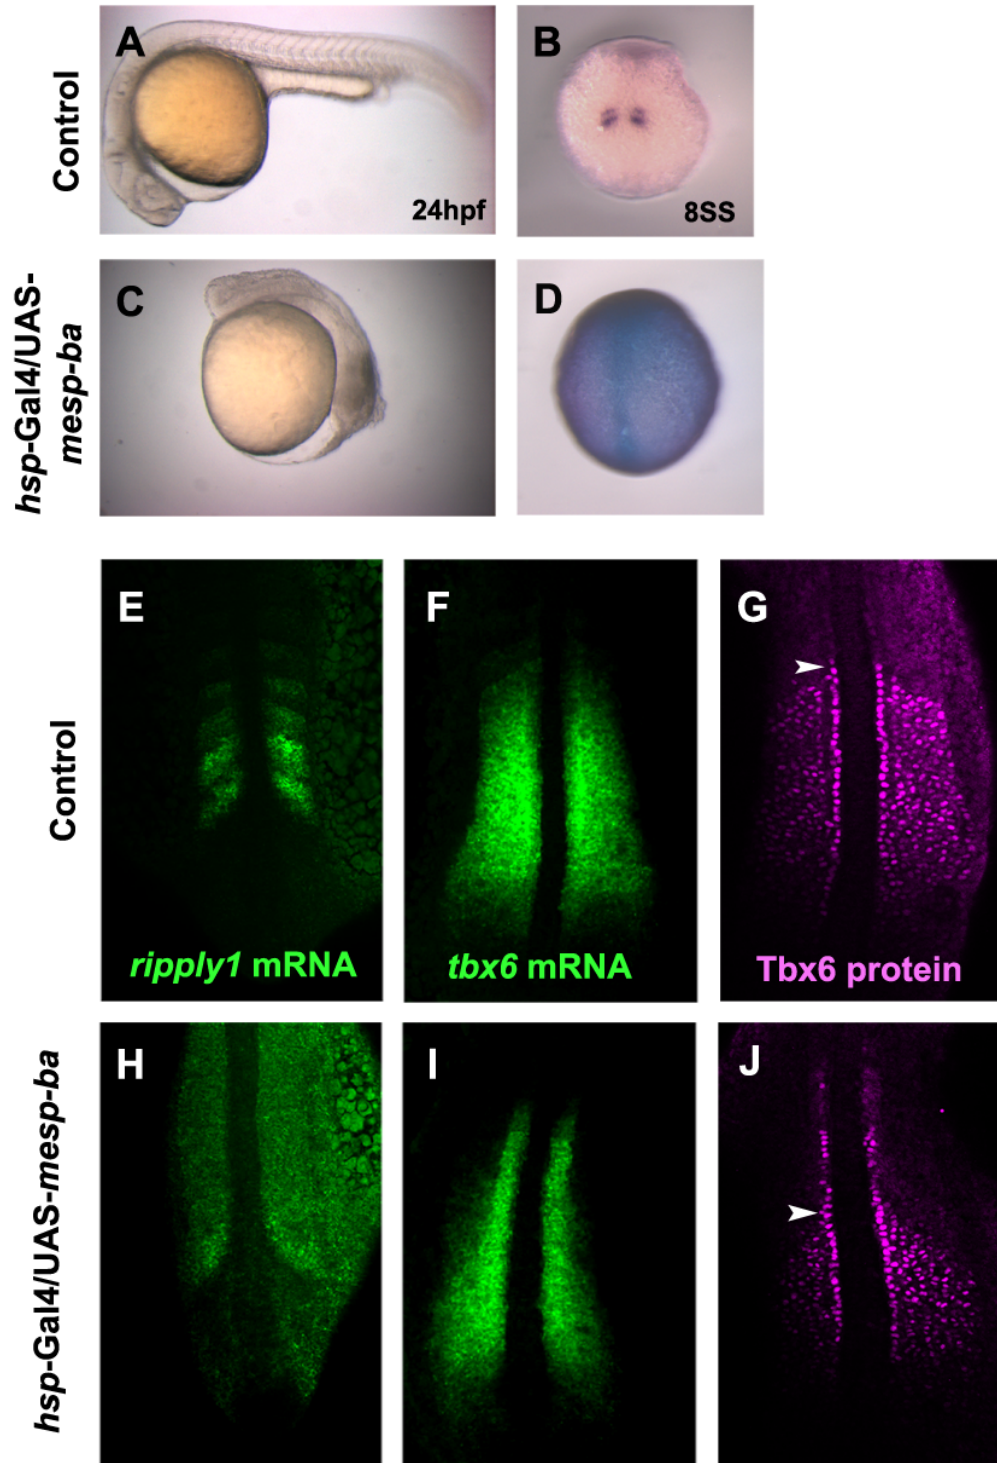 Control
A
24hpf
B
8SS
hsp-Gal4/UAS-
mesp-ba
C
D
Control
E
ripply1 mRNA
F
tbx6 mRNA
G
Tbx6 protein
hsp-Gal4/UAS-mesp-ba
H
I
J